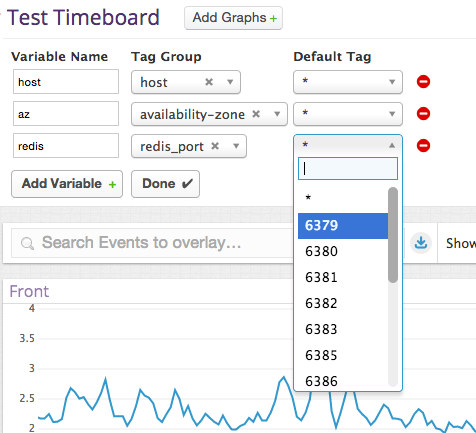 Test Timeboard Add Graphs +
Variable Name Tag Group Default Tag
host host × *
az availability-zone × *
redis redis_port × *
*
Add Variable + Done ✔
6379
Search Events to overlay... Show
6380
6381
Front
6382
4
6383
3.5
6385
3
6386
2.5
2